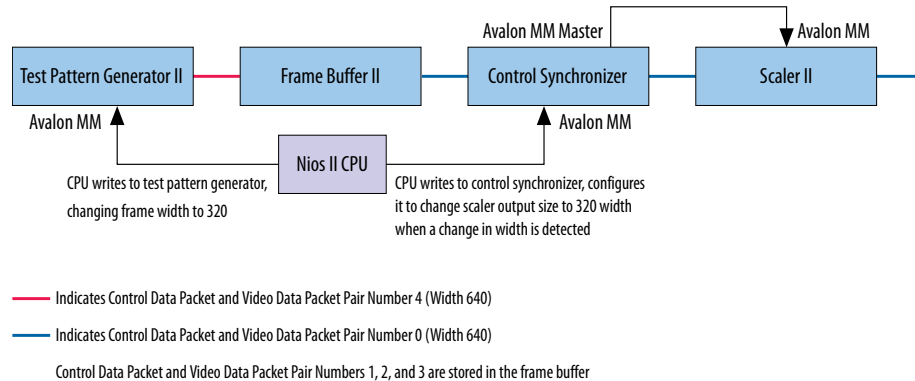 Avalon MM Master
Avalon MM
Test Pattern Generator II
Frame Buffer II
Control Synchronizer
Scaler II
Avalon MM
Avalon MM
Nios II CPU
CPU writes to test pattern generator,
changing frame width to 320
CPU writes to control synchronizer, configures
it to change scaler output size to 320 width
when a change in width is detected
Indicates Control Data Packet and Video Data Packet Pair Number 4 (Width 640)
Indicates Control Data Packet and Video Data Packet Pair Number 0 (Width 640)
Control Data Packet and Video Data Packet Pair Numbers 1, 2, and 3 are stored in the frame buffer